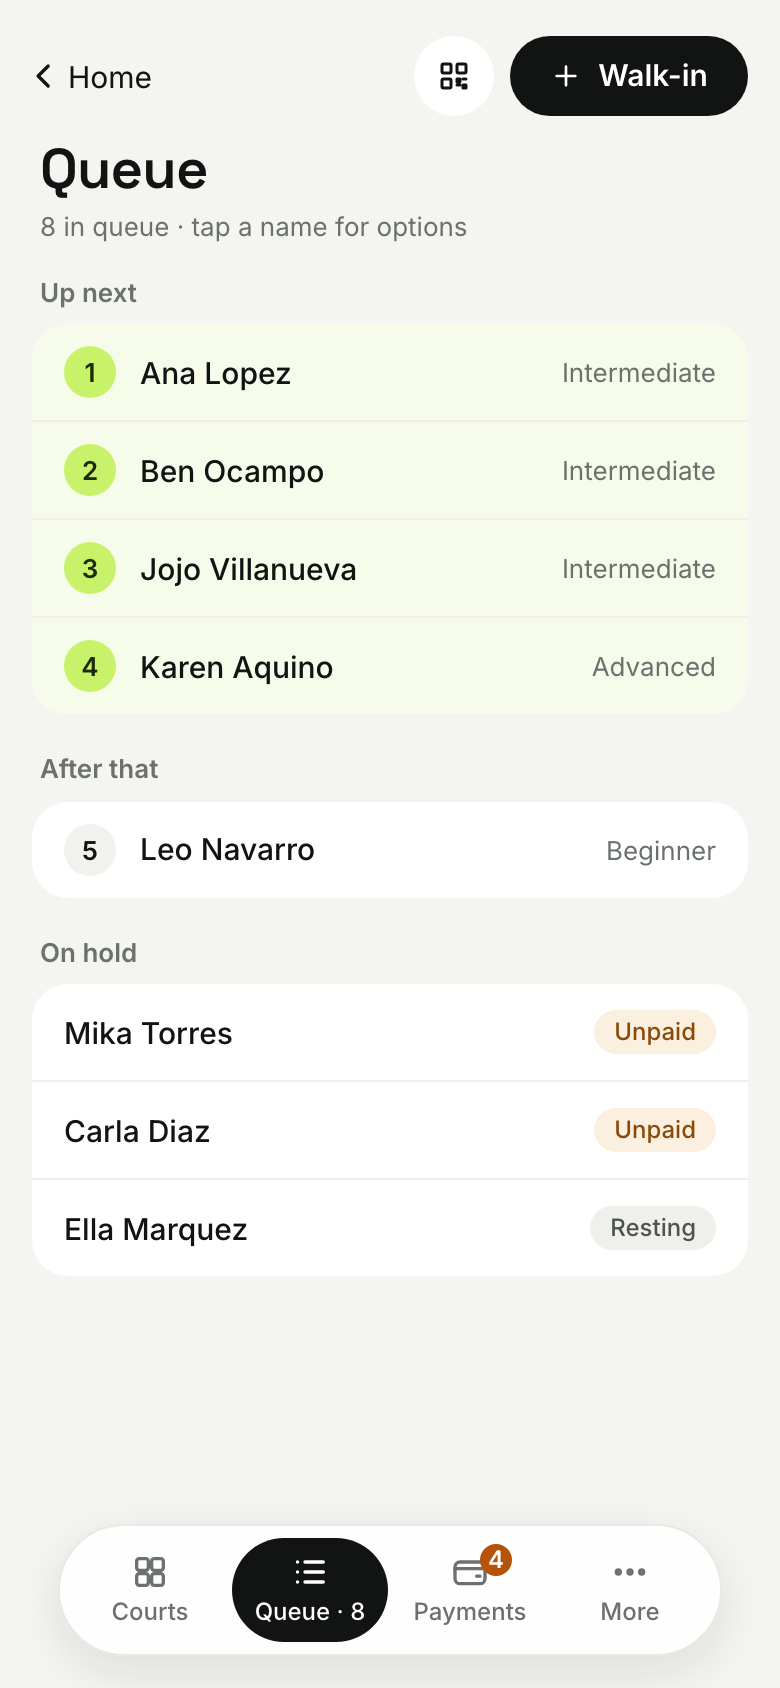 Home
Walk-in
Queue
8 in queue · tap a name for options
Up next
1 Ana Lopez Intermediate
2 Ben Ocampo Intermediate
3 Jojo Villanueva Intermediate
4 Karen Aquino Advanced
After that
5 Leo Navarro Beginner
On hold
Mika Torres Unpaid
Carla Diaz Unpaid
Ella Marquez Resting
4
Courts Queue · 8 Payments More